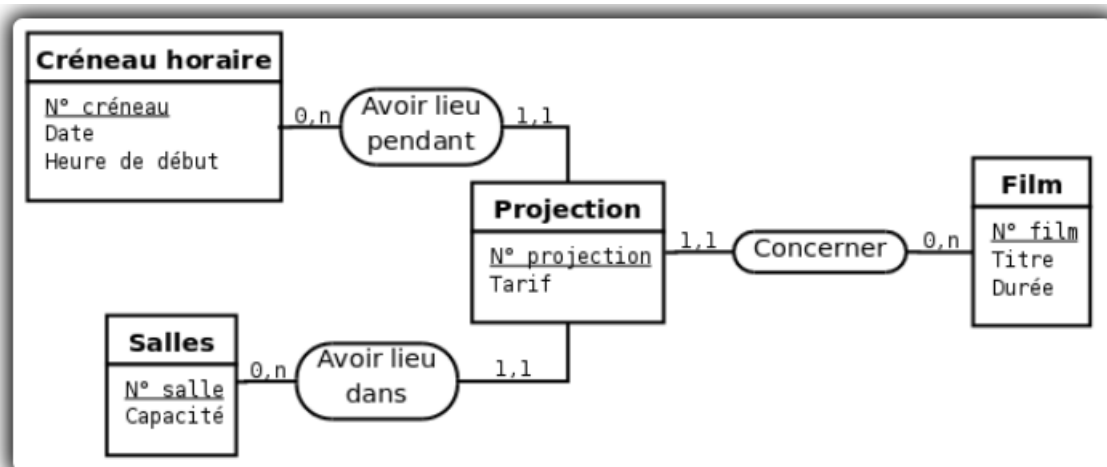 Créneau horaire
N° créneau
Date
Heure de début
0,n
Avoir lieu
pendant
1,1
Projection
N° projection
Tarif
1,1
Concerner
0,n
Film
N° film
Titre
Durée
Salles
N° salle
Capacité
0,n
Avoir lieu
dans
1,1